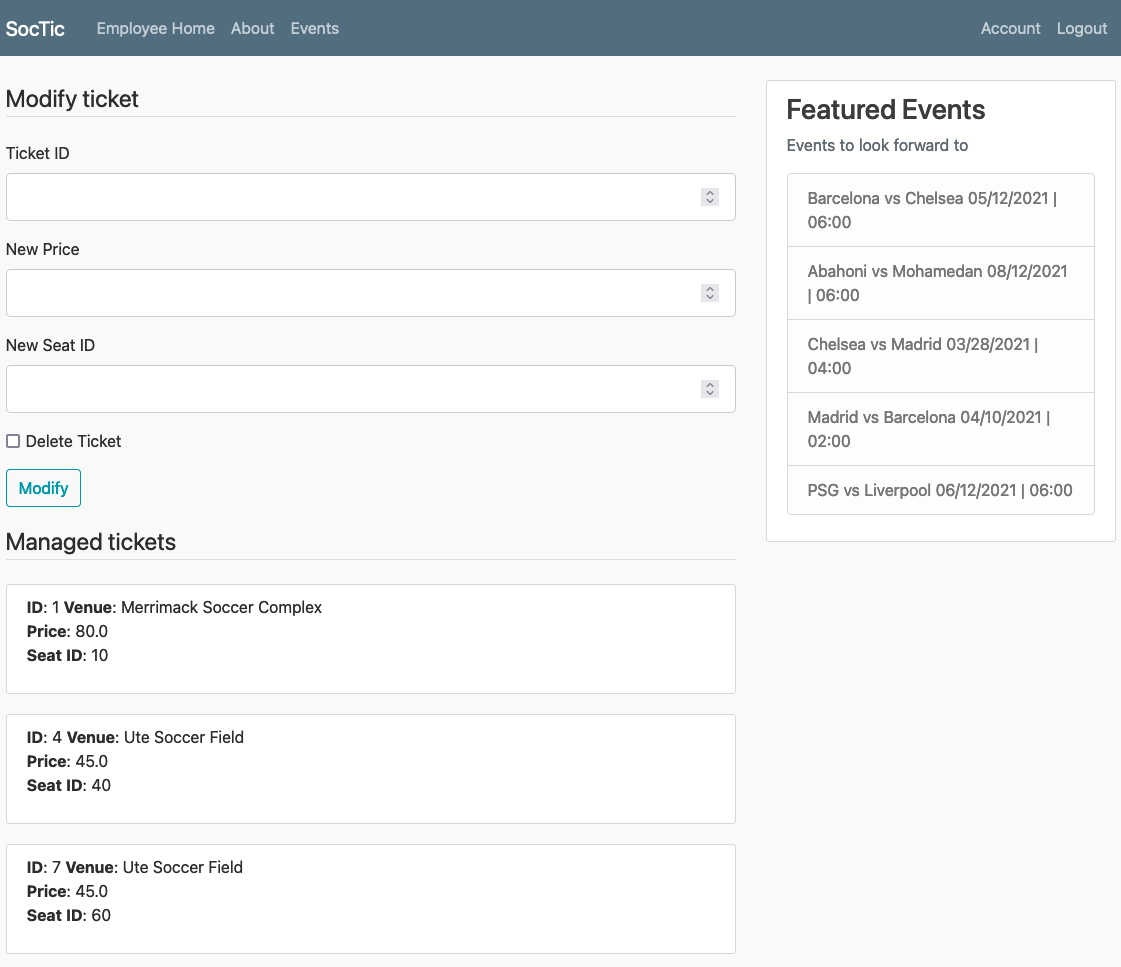 SocTic Employee Home About Events Account Logout
Modify ticket
Ticket ID
New Price
New Seat ID
Delete Ticket
Modify
Managed tickets
ID: 1 Venue: Merrimack Soccer Complex
Price: 80.0
Seat ID: 10
ID: 4 Venue: Ute Soccer Field
Price: 45.0
Seat ID: 40
ID: 7 Venue: Ute Soccer Field
Price: 45.0
Seat ID: 60
Featured Events
Events to look forward to
Barcelona vs Chelsea 05/12/2021 |
06:00
Abahoni vs Mohamedan 08/12/2021
| 06:00
Chelsea vs Madrid 03/28/2021 |
04:00
Madrid vs Barcelona 04/10/2021 |
02:00
PSG vs Liverpool 06/12/2021 | 06:00